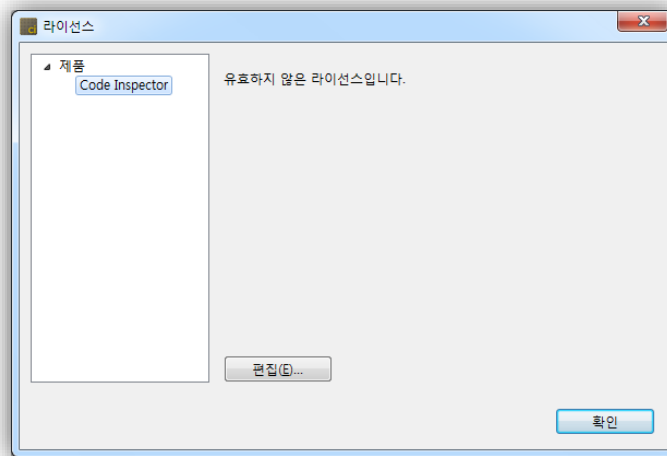 라이선스
제품
Code Inspector
유효하지 않은 라이선스입니다.
편집(E)...
확인